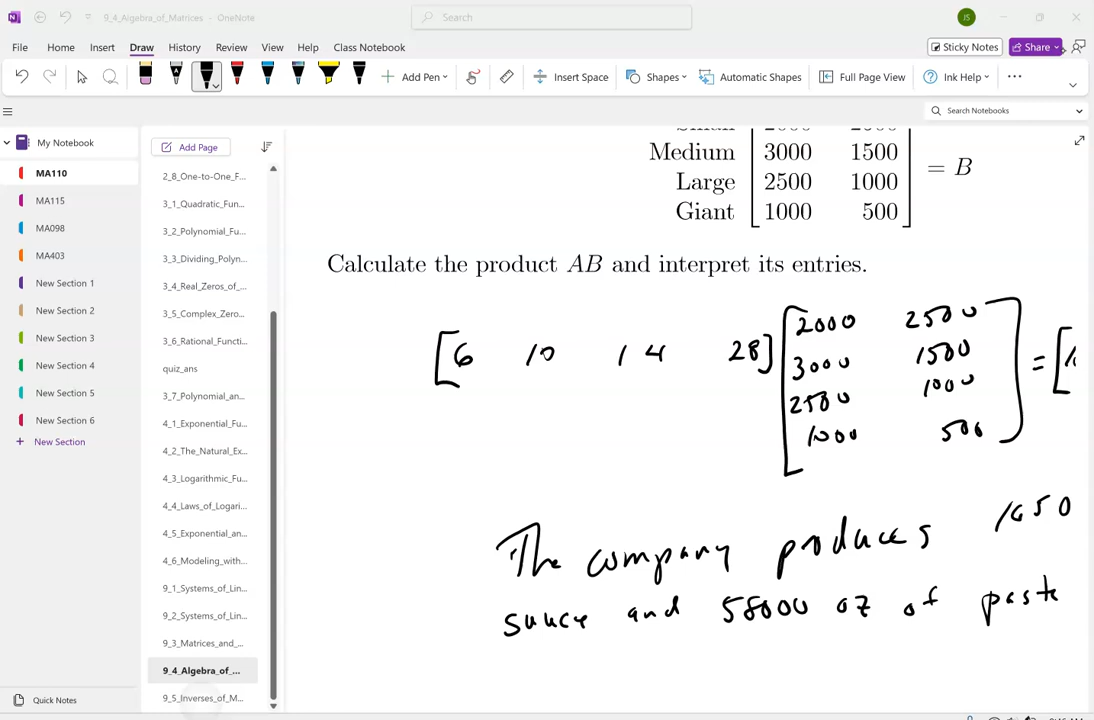 9_4_Algebra_of_Matrices - OneNote
Search
JS
File Home Insert Draw History Review View Help Class Notebook
Sticky Notes Share
Add Pen Insert Space Shapes Automatic Shapes Full Page View Ink Help
Search Notebooks
My Notebook
MA110
MA115
MA098
MA403
New Section 1
New Section 2
New Section 3
New Section 4
New Section 5
New Section 6
New Section
Quick Notes
Add Page
2_8_One-to-One_F...
3_1_Quadratic_Fun...
3_2_Polynomial_Fu...
3_3_Dividing_Polyn...
3_4_Real_Zeros_of_...
3_5_Complex_Zero...
3_6_Rational_Functi...
quiz_ans
3_7_Polynomial_an...
4_1_Exponential_Fu...
4_2_The_Natural_Ex...
4_3_Logarithmic_Fu...
4_4_Laws_of_Logari...
4_5_Exponential_an...
4_6_Modeling_with...
9_1_Systems_of_Lin...
9_2_Systems_of_Lin...
9_3_Matrices_and_...
9_4_Algebra_of_...
9_5_Inverses_of_M...
Medium 3000 1500
Large 2500 1000 = B
Giant 1000 500
Calculate the product AB and interpret its entries.
[6 10 14 28] [2000 2500
3000 1500
2500 1000
1000 500] = [
The company produces 1050
sauce and 58000 oz of paste